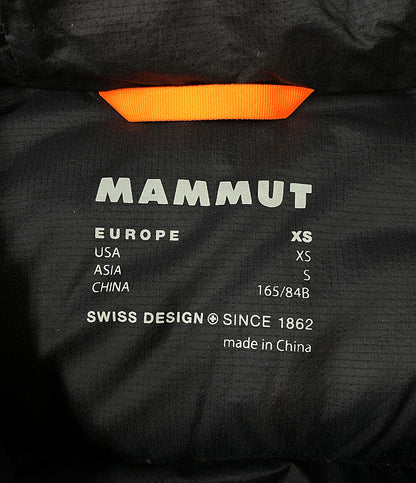 MAMMUT
EUROPE XS
USA XS
ASIA S
CHINA 165/84B
SWISS DESIGN SINCE 1862
made in China